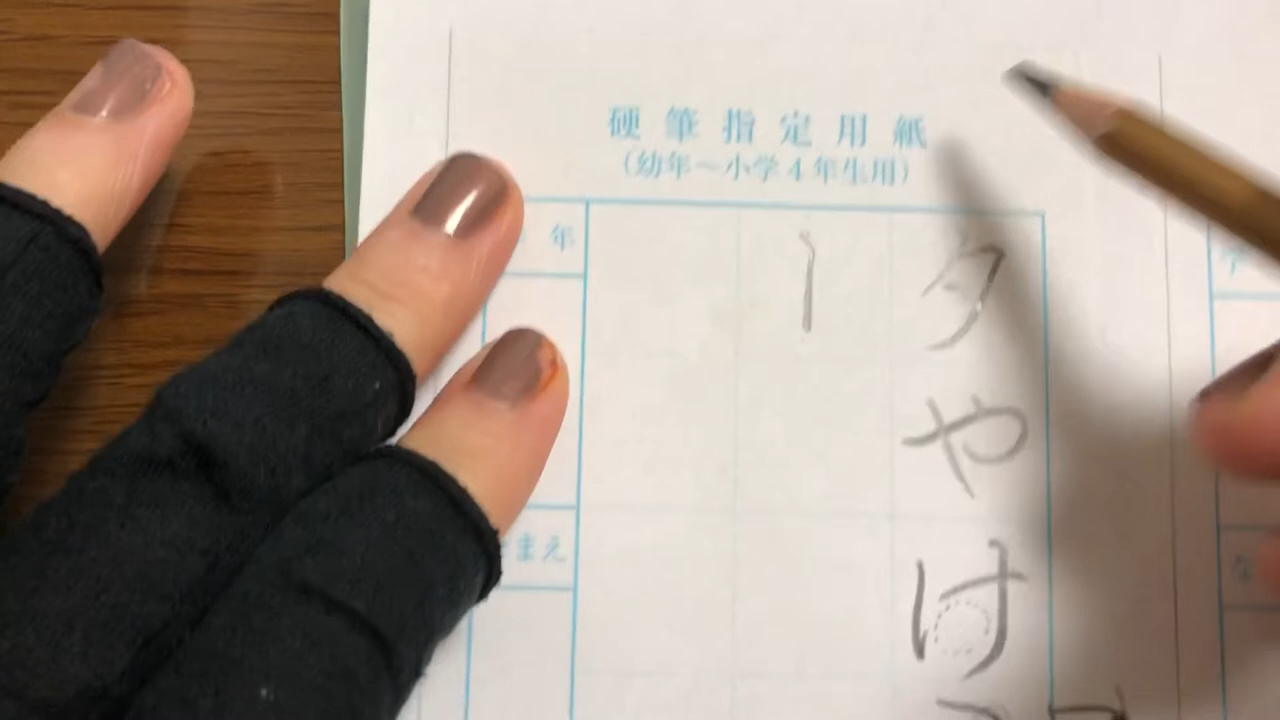 硬筆指定用紙
(幼年~小学4年生用)
夕やけ
年
まえ
な